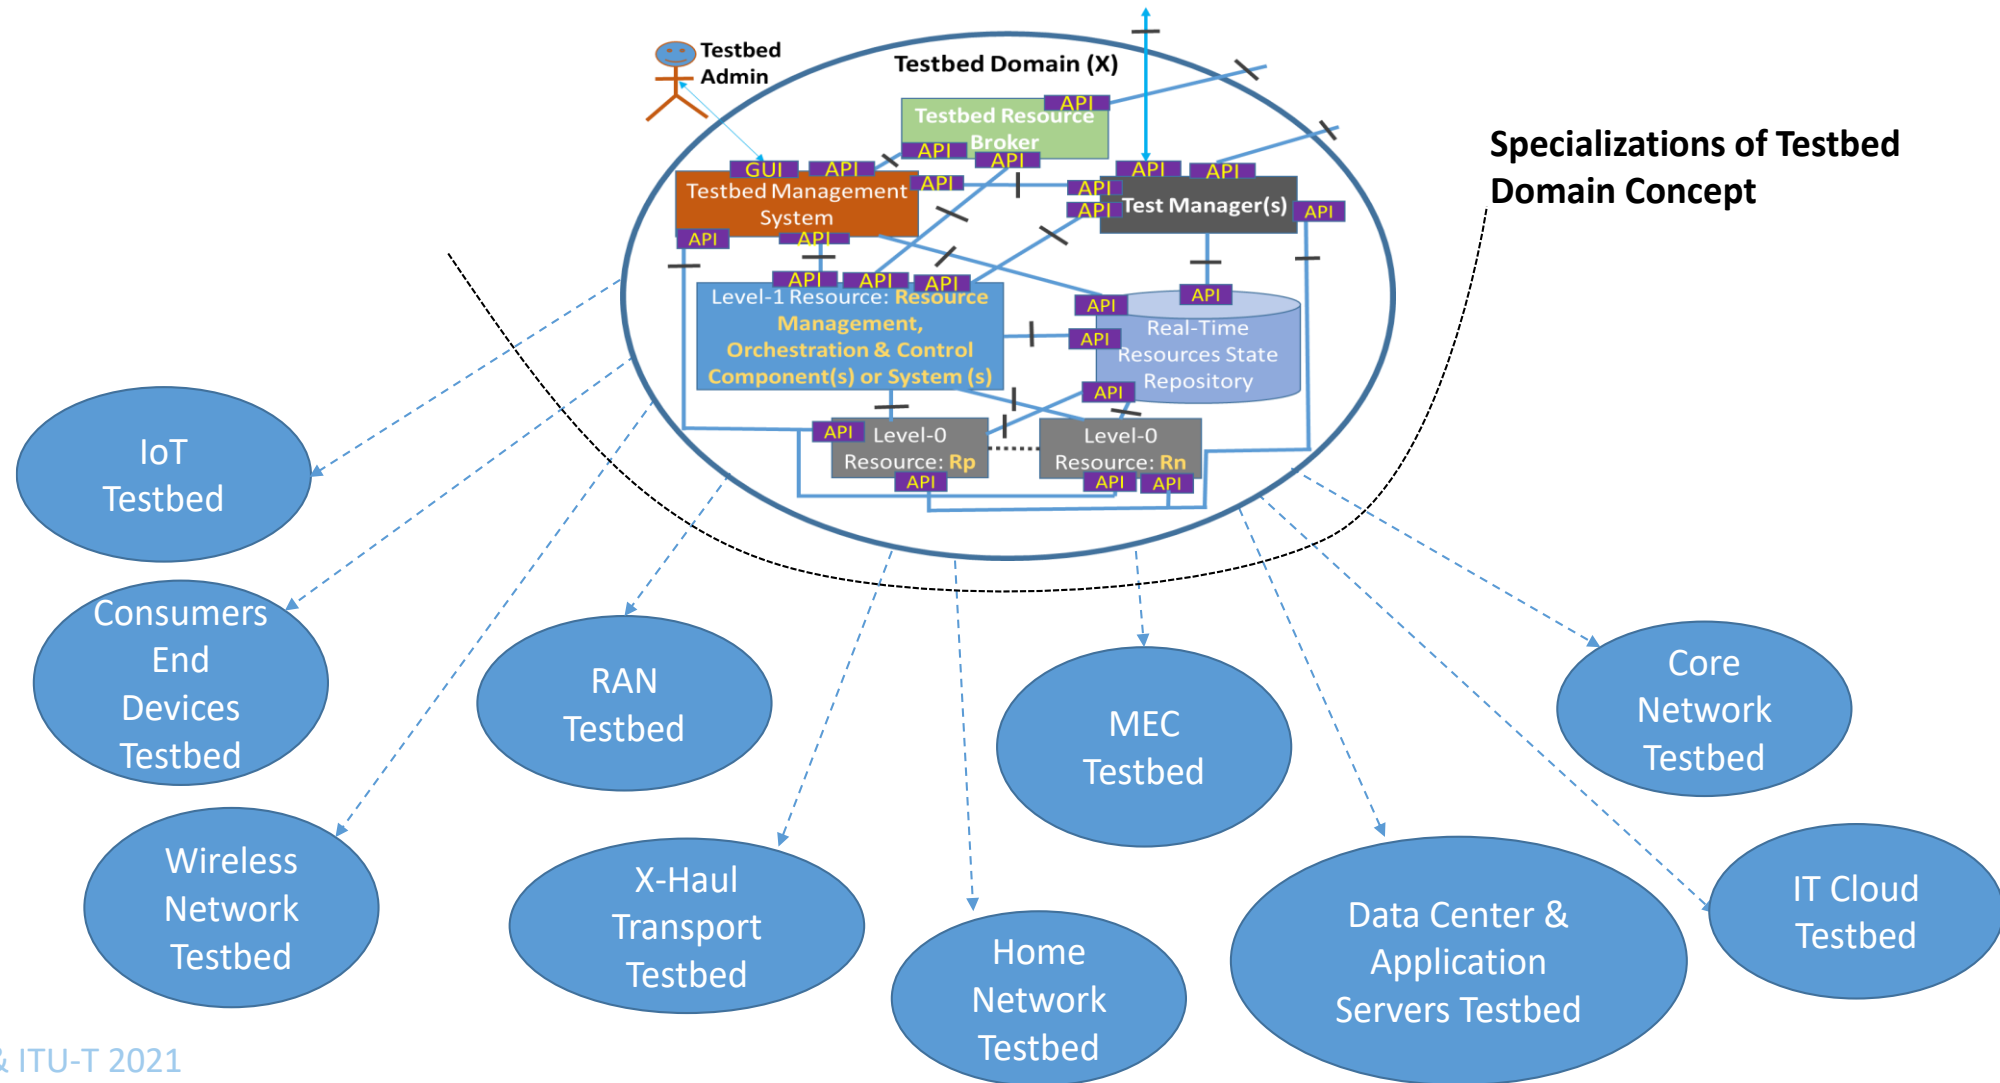 Testbed
Admin
Testbed Domain (X)
API
Testbed Resource
Broker
API
API
GUI
API
Testbed Management
System
API
API
API
API
API
API
API
Test Manager(s)
API
API
API
API
API
Level-1 Resource: Resource
Management,
Orchestration & Control
Component(s) or System (s)
API
API
API
API
Real-Time
Resources State
Repository
API
Level-0
Resource: Rp
API
Level-0
Resource: Rn
API
API
Specializations of Testbed
Domain Concept
IoT
Testbed
Consumers
End
Devices
Testbed
Wireless
Network
Testbed
RAN
Testbed
X-Haul
Transport
Testbed
Home
Network
Testbed
MEC
Testbed
Data Center &
Application
Servers Testbed
Core
Network
Testbed
IT Cloud
Testbed
& ITU-T 2021